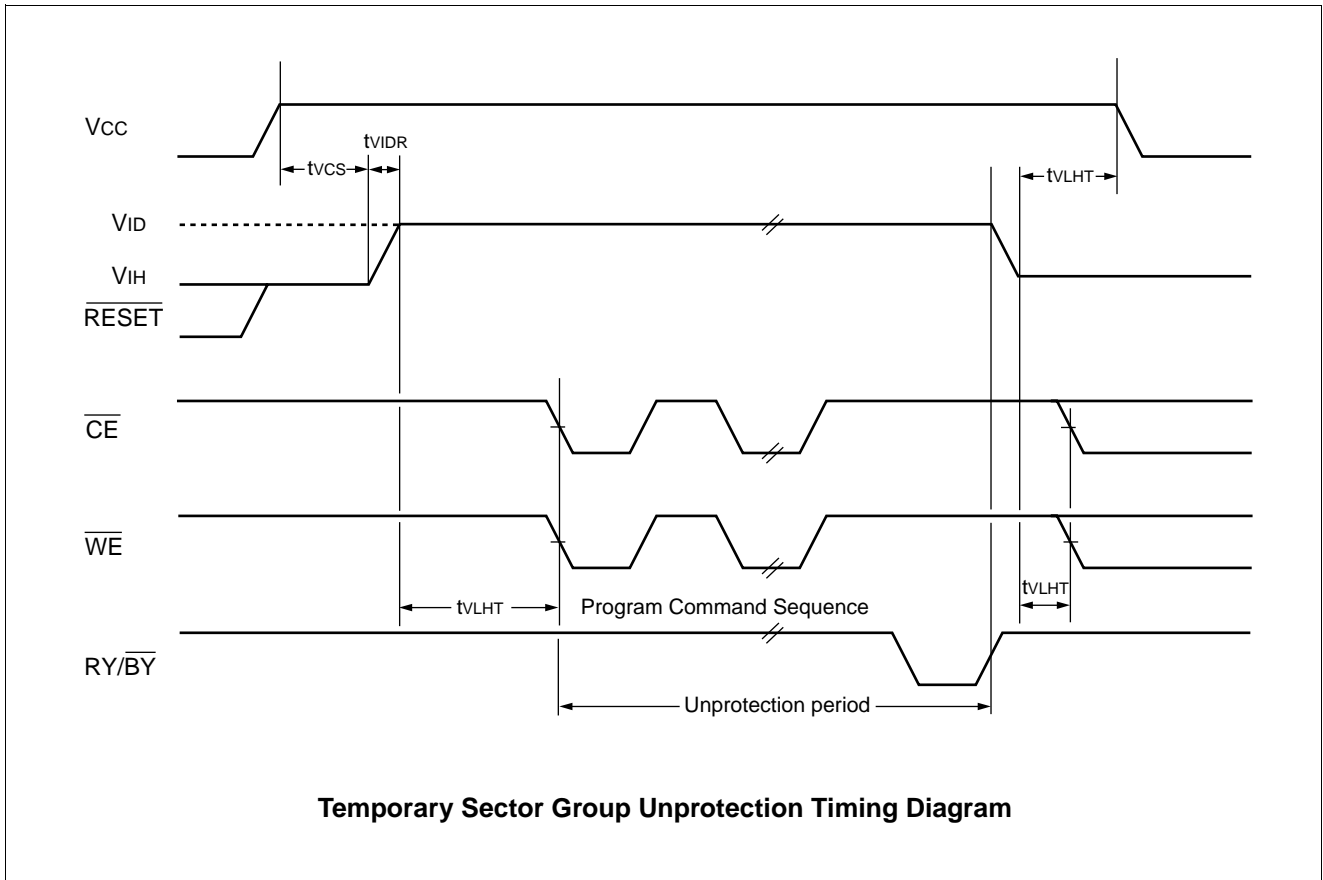 VCC
tVIDR
tVCS
tVLHT
VID
VIH
RESET
CE
WE
tVLHT
tVLHT Program Command Sequence
RY/BY
Unprotection period
Temporary Sector Group Unprotection Timing Diagram